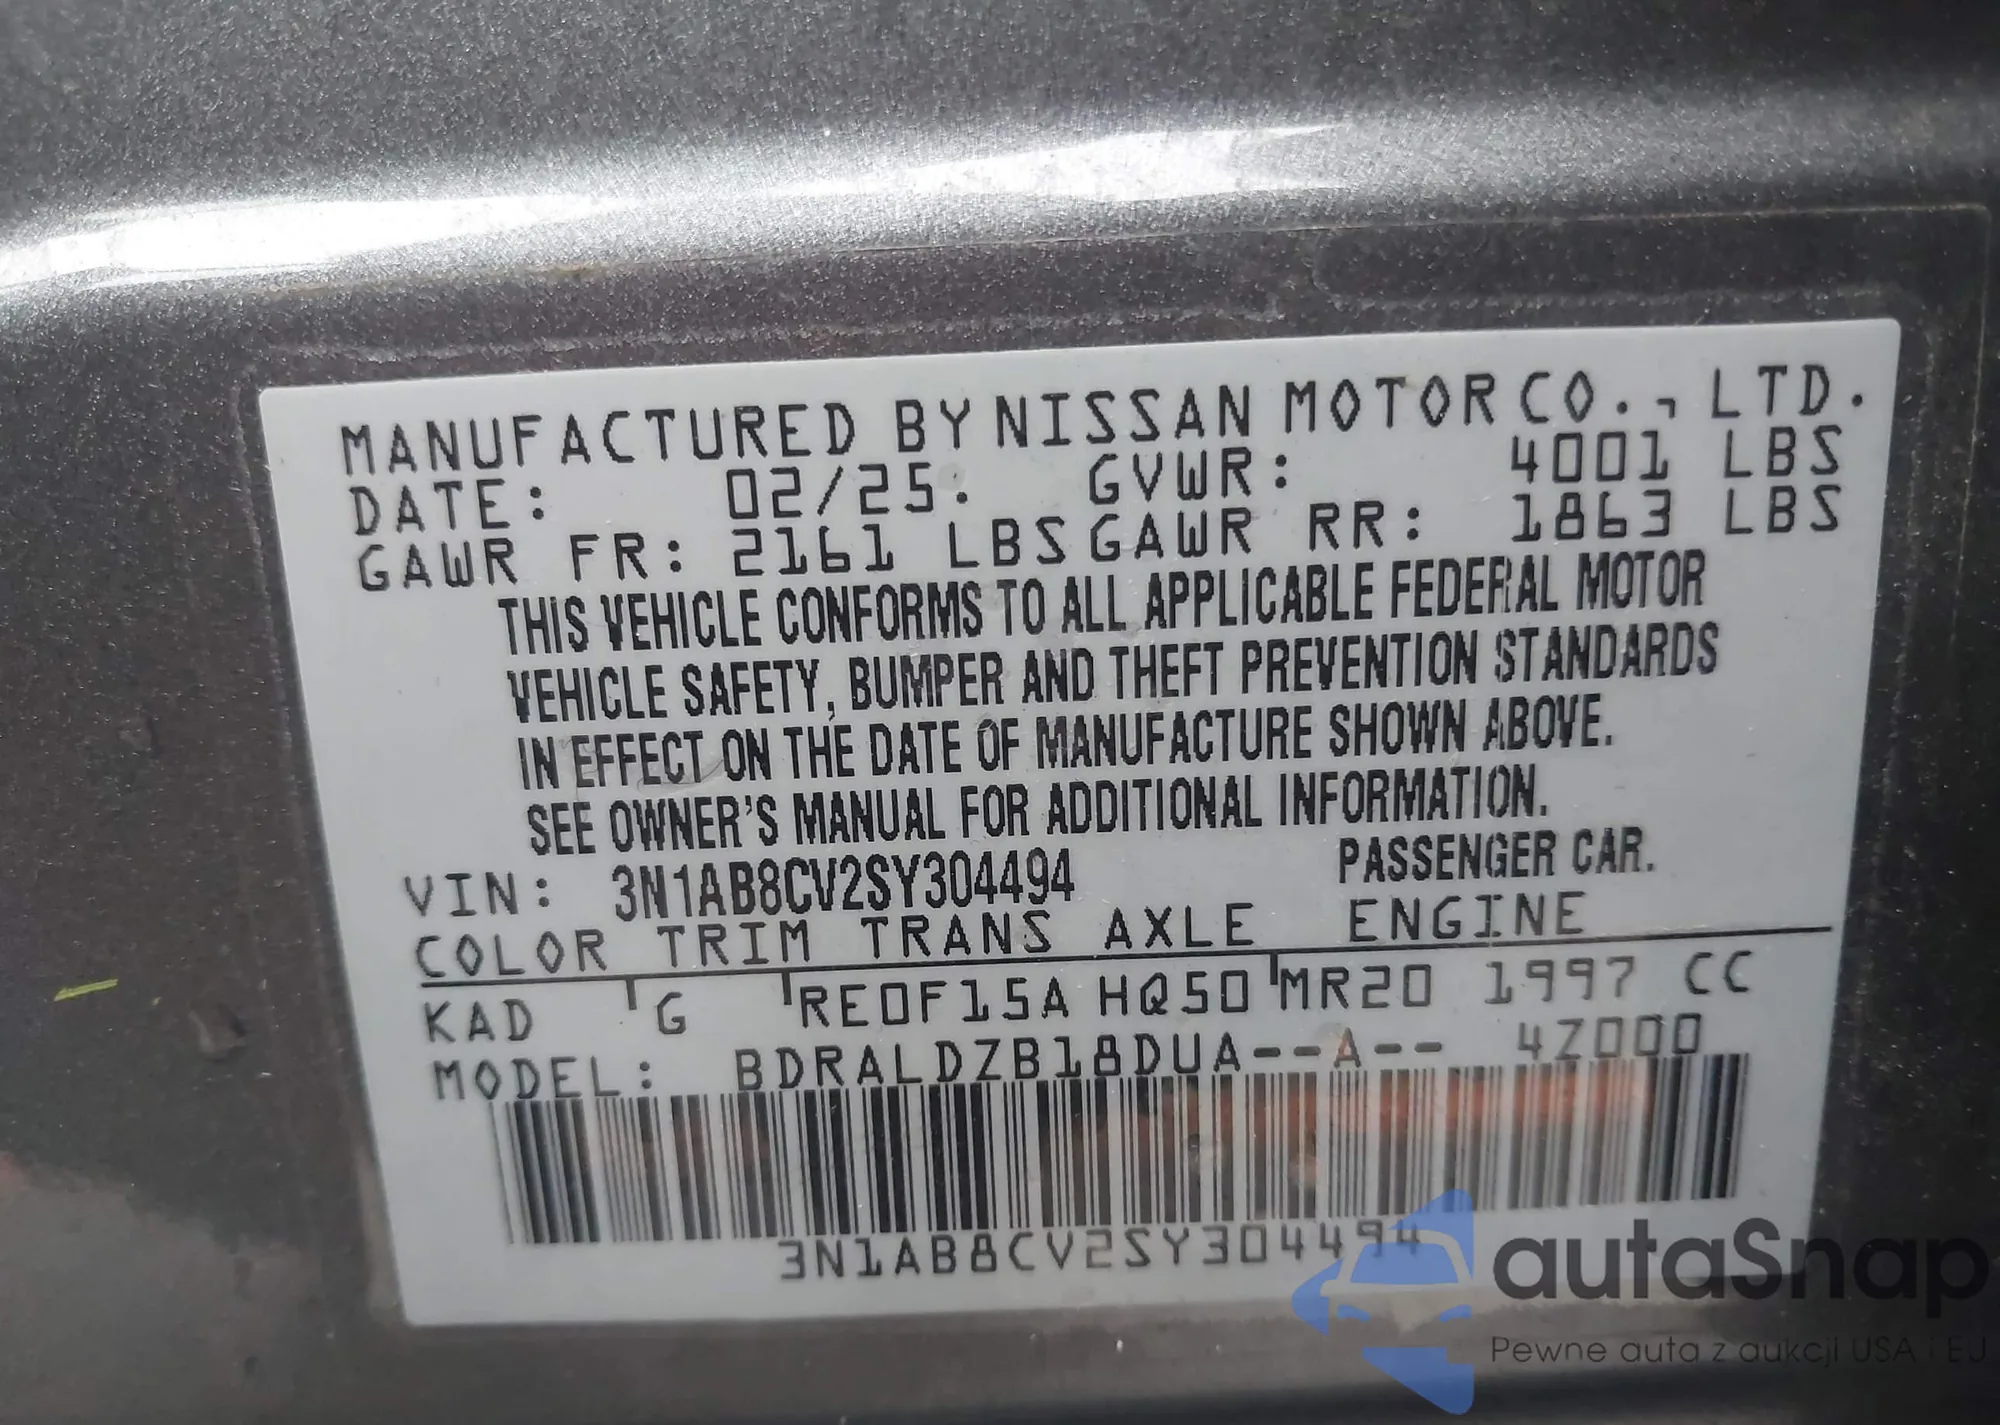 MANUFACTURED BY NISSAN MOTOR CO., LTD.
DATE: 02/25. GVWR: 4001 LBS
GAWR FR: 2161 LBS GAWR RR: 1863 LBS
THIS VEHICLE CONFORMS TO ALL APPLICABLE FEDERAL MOTOR
VEHICLE SAFETY, BUMPER AND THEFT PREVENTION STANDARDS
IN EFFECT ON THE DATE OF MANUFACTURE SHOWN ABOVE.
SEE OWNER'S MANUAL FOR ADDITIONAL INFORMATION.
VIN: 3N1AB8CV2SY304494 PASSENGER CAR.
COLOR TRIM TRANS AXLE ENGINE
KAD G RE0F15A HQ50 MR20 1997 CC
MODEL: BDRALDZB18DUA--A-- 4Z000
3N1AB8CV2SY304494
autaSnap
Pewne auta z aukcji USA i EU